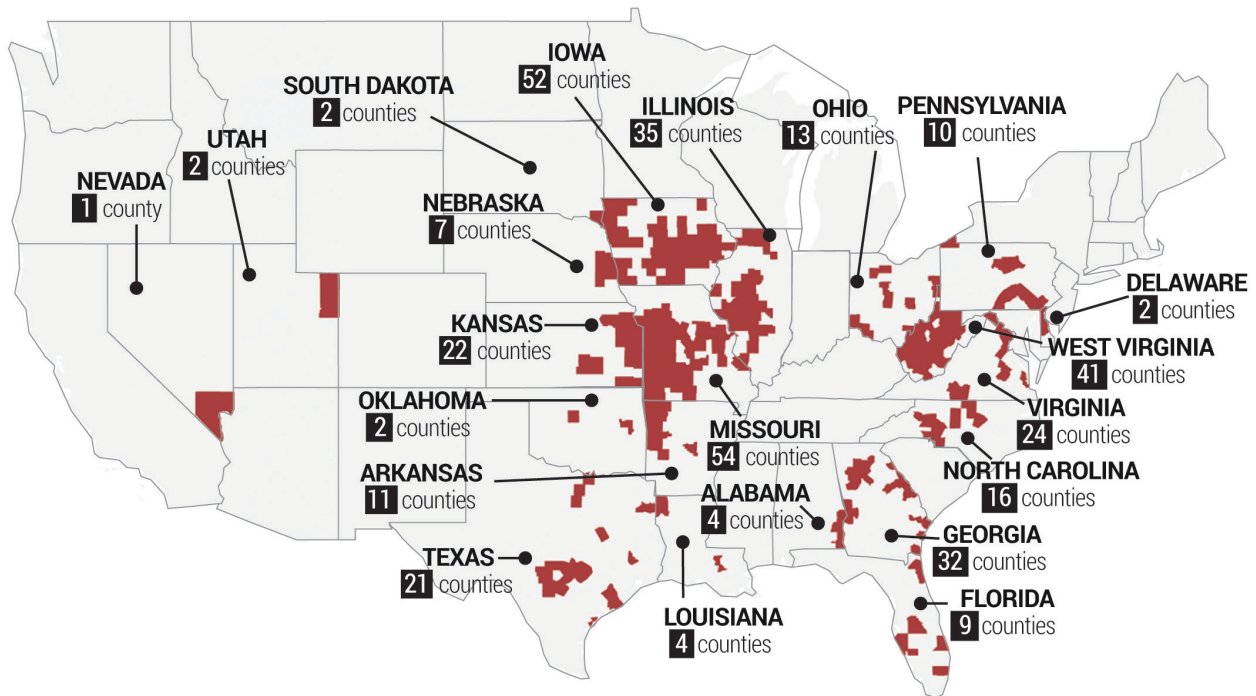 IOWA
52 counties
SOUTH DAKOTA
2 counties
ILLINOIS
35 counties
OHIO
13 counties
PENNSYLVANIA
10 counties
UTAH
2 counties
NEVADA
1 county
NEBRASKA
7 counties
DELAWARE
2 counties
KANSAS
22 counties
WEST VIRGINIA
41 counties
OKLAHOMA
2 counties
MISSOURI
54 counties
VIRGINIA
24 counties
ARKANSAS
11 counties
NORTH CAROLINA
16 counties
ALABAMA
4 counties
GEORGIA
32 counties
TEXAS
21 counties
FLORIDA
9 counties
LOUISIANA
4 counties